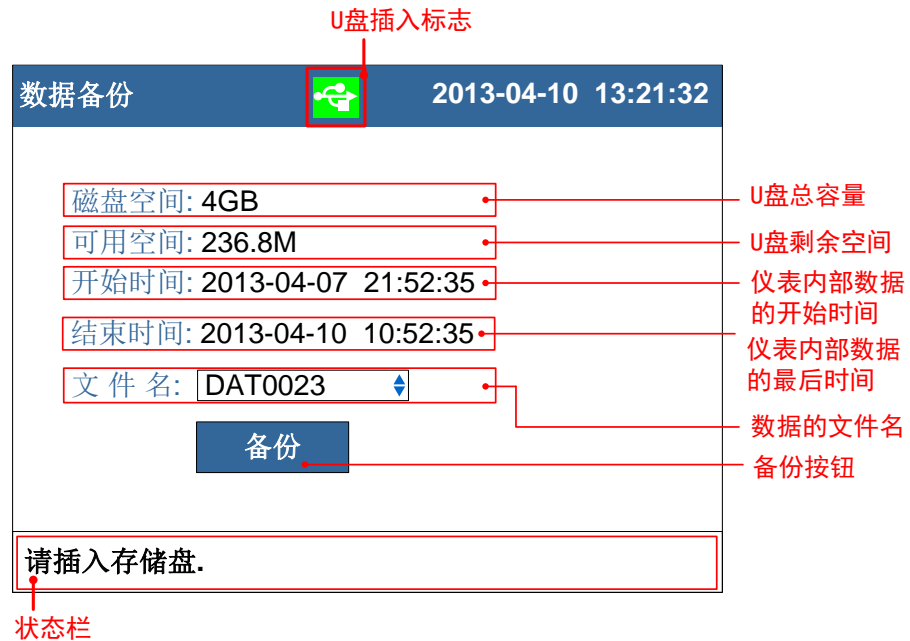 U盘插入标志
数据备份 2013-04-10 13:21:32
磁盘空间: 4GB
U盘总容量
可用空间: 236.8M
U盘剩余空间
开始时间: 2013-04-07 21:52:35
仪表内部数据
的开始时间
结束时间: 2013-04-10 10:52:35
仪表内部数据
的最后时间
文 件 名: DAT0023
数据的文件名
备份
备份按钮
请插入存储盘.
状态栏